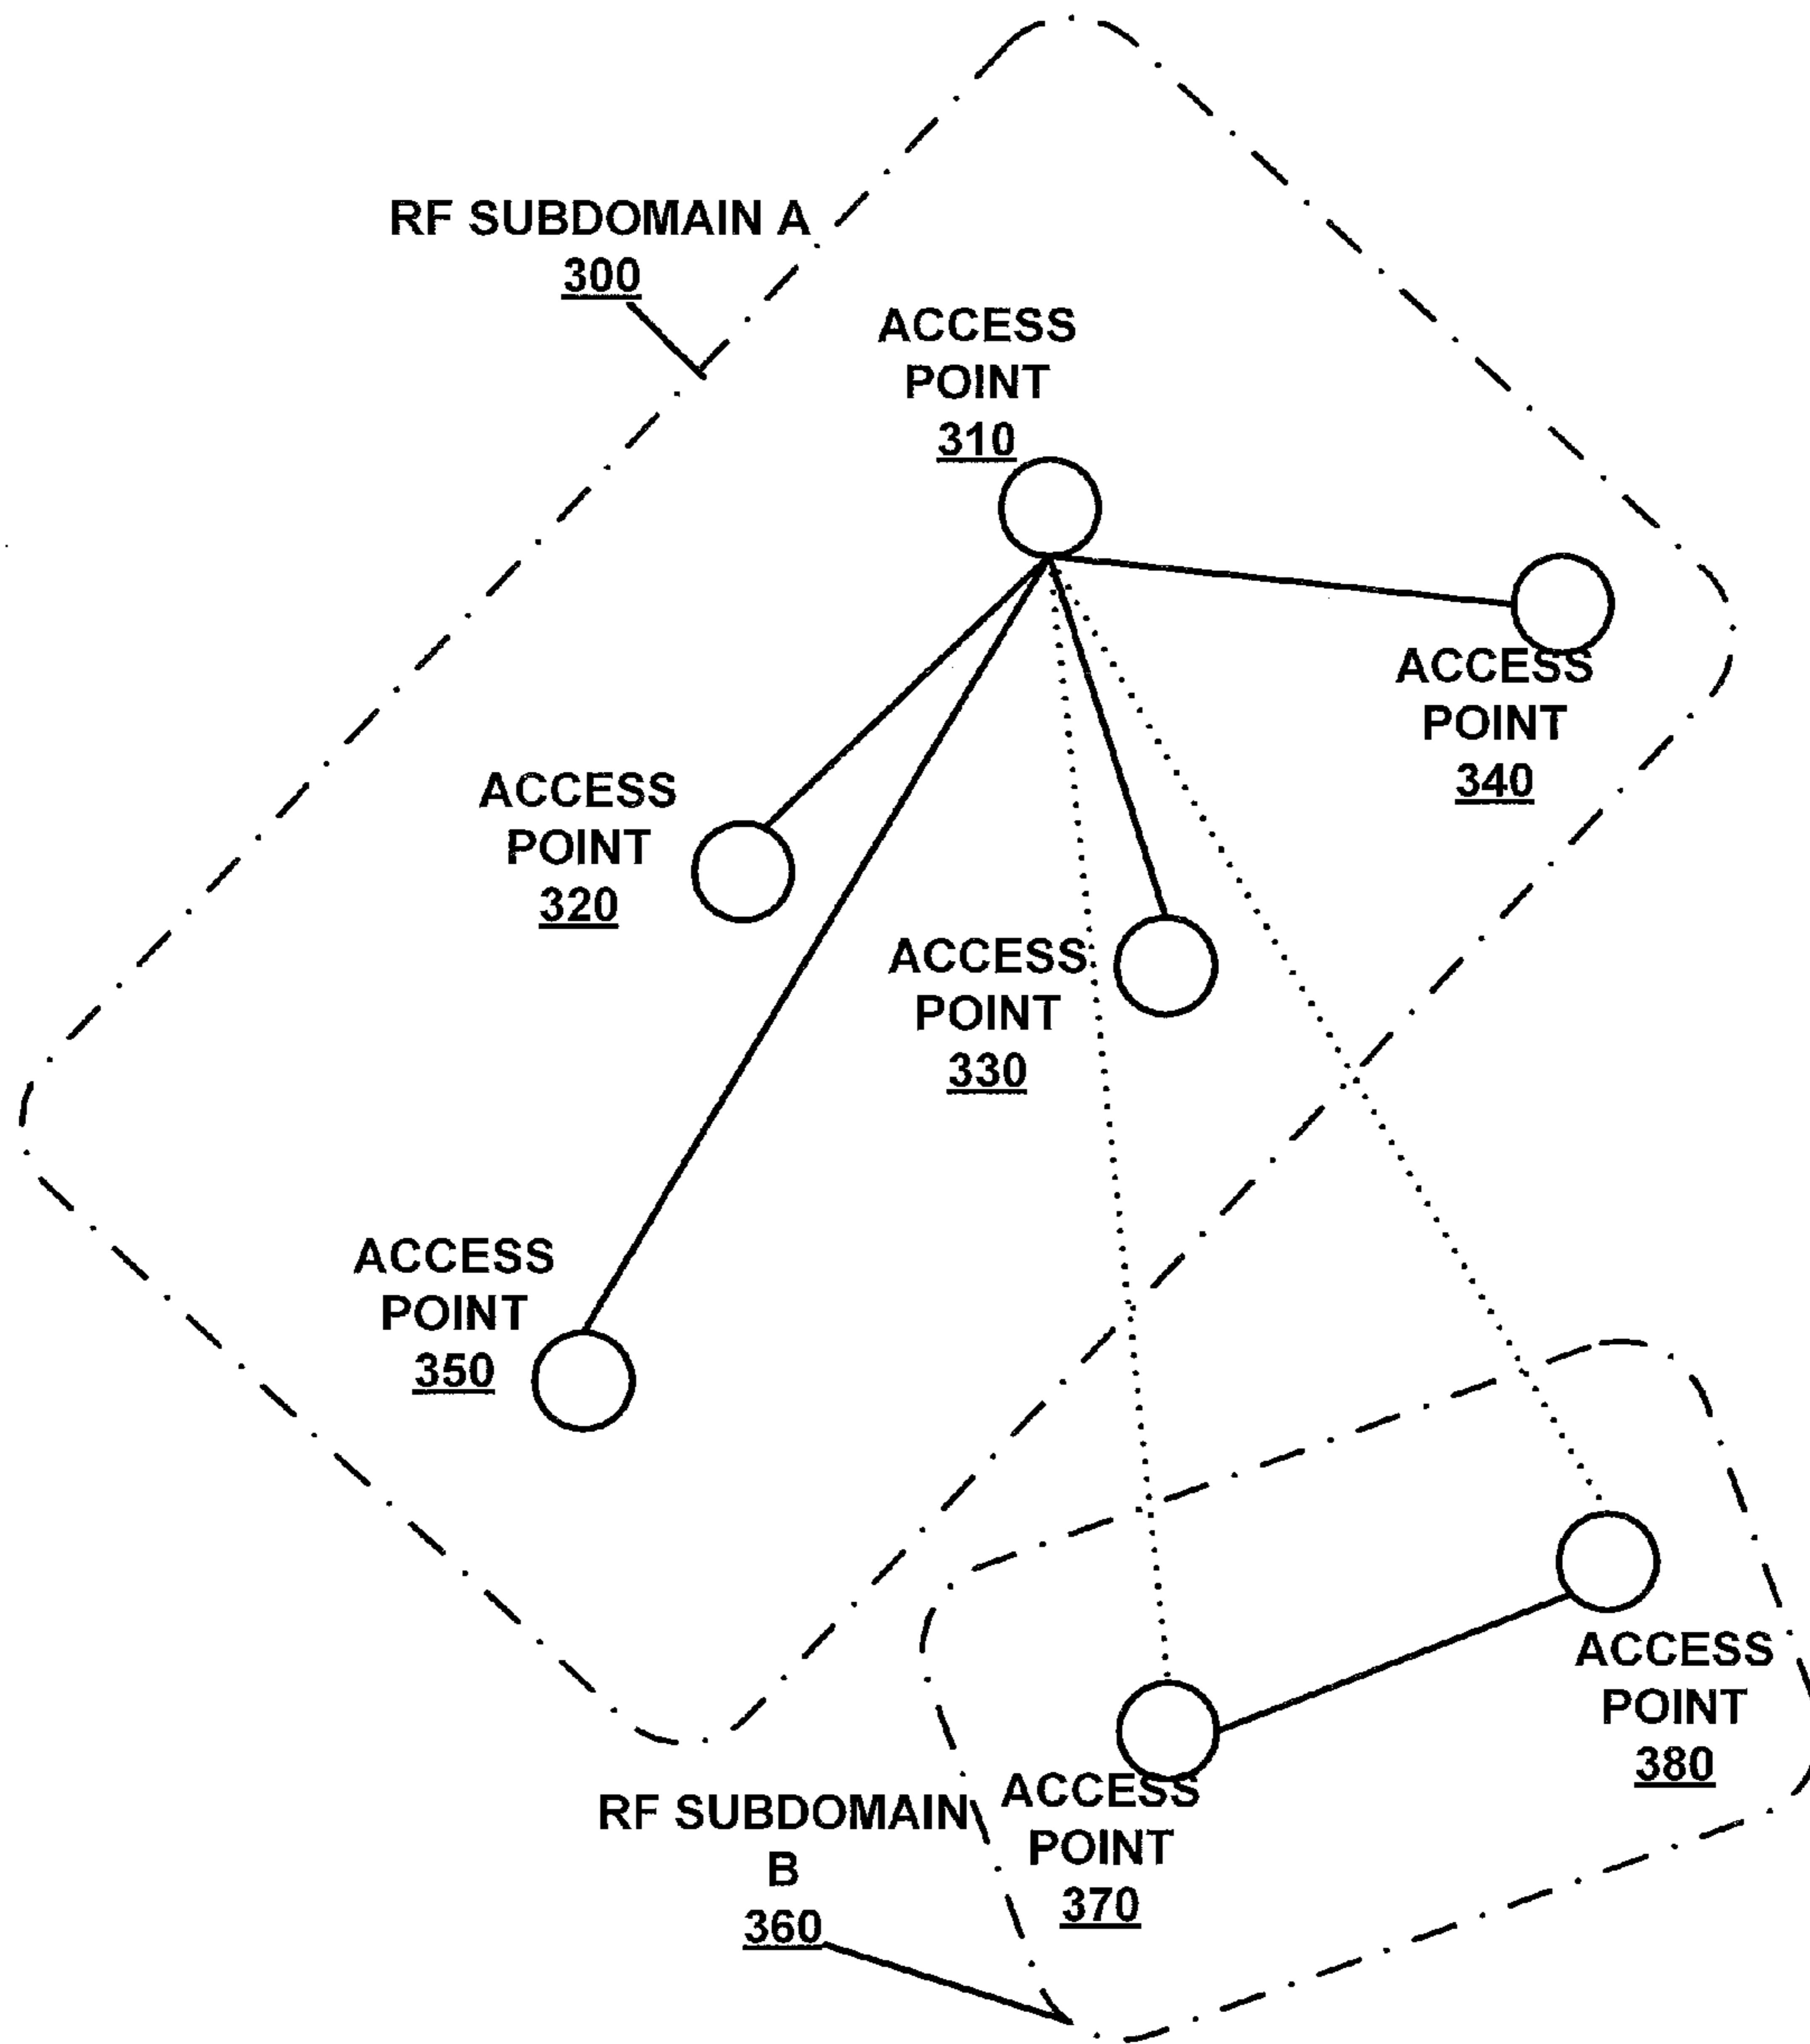 RF SUBDOMAIN A
300
ACCESS
POINT
310
ACCESS
POINT
340
ACCESS
POINT
320
ACCESS
POINT
330
ACCESS
POINT
350
ACCESS
POINT
380
RF SUBDOMAIN
B
360
ACCESS
POINT
370